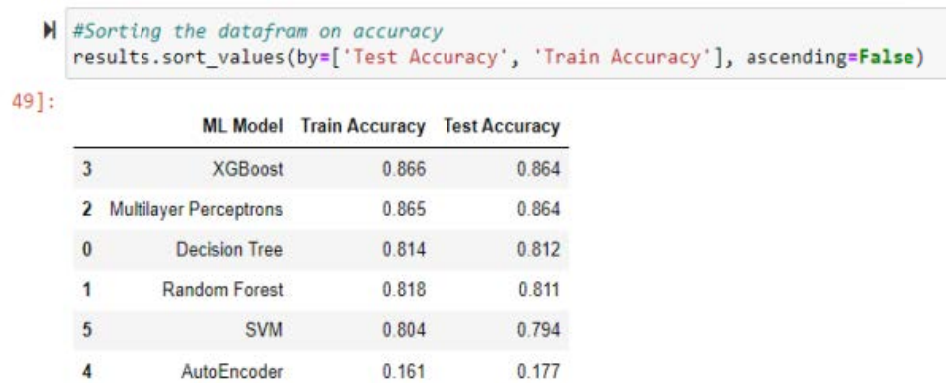 #Sorting the datafram on accuracy
results.sort_values(by=['Test Accuracy', 'Train Accuracy'], ascending=False)
49]:
ML Model Train Accuracy Test Accuracy
3 XGBoost 0.866 0.864
2 Multilayer Perceptrons 0.865 0.864
0 Decision Tree 0.814 0.812
1 Random Forest 0.818 0.811
5 SVM 0.804 0.794
4 AutoEncoder 0.161 0.177